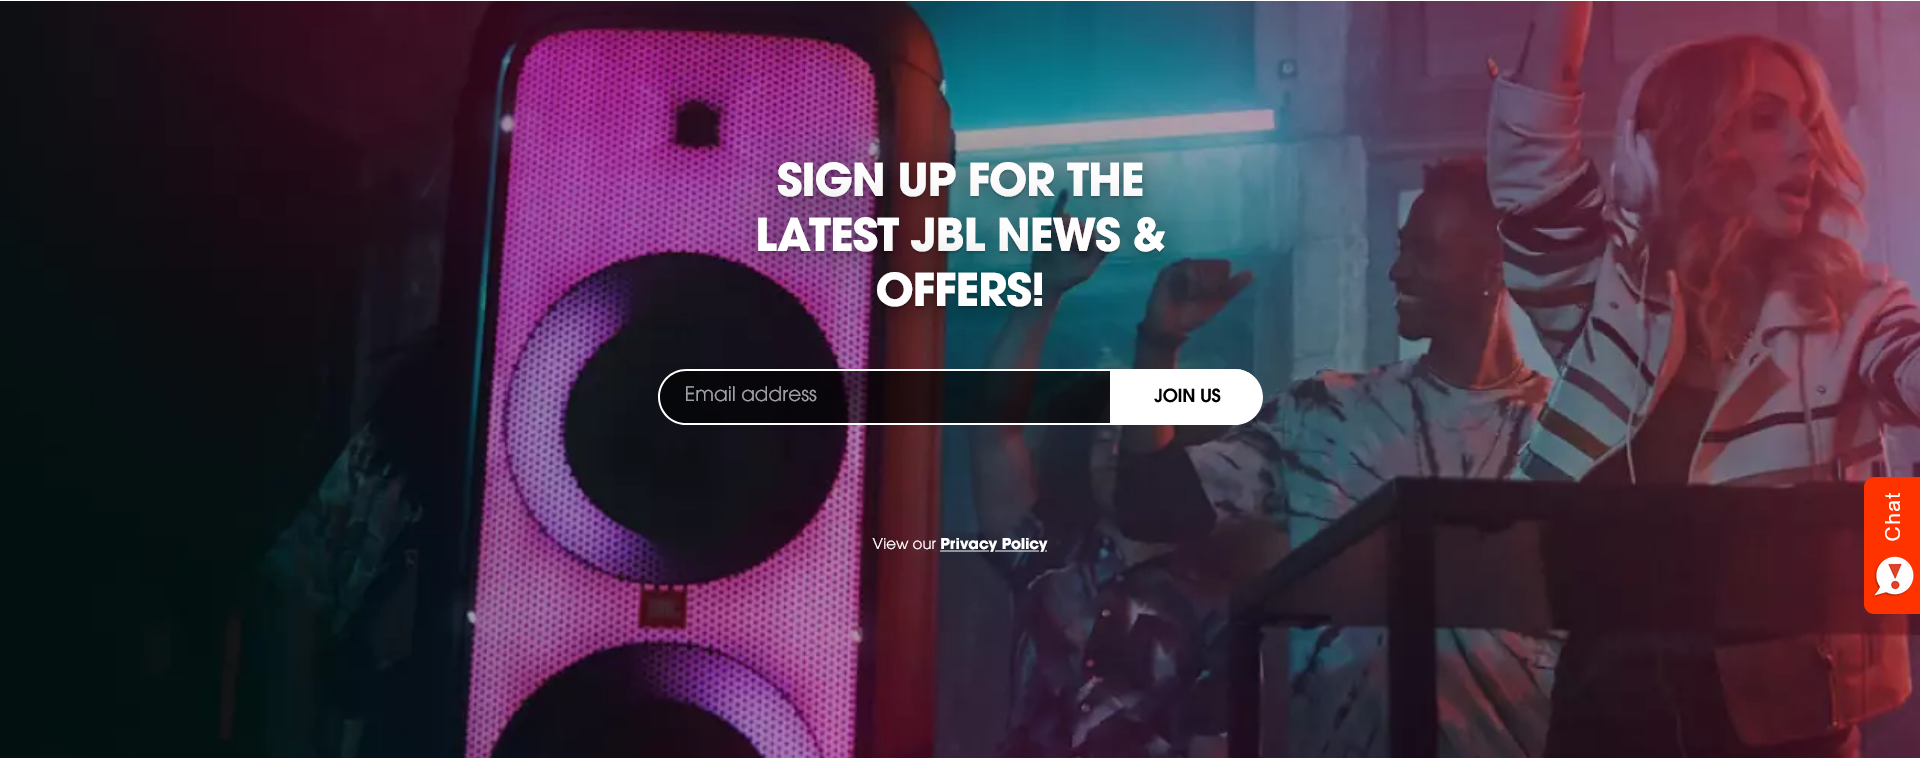 SIGN UP FOR THE
LATEST JBL NEWS &
OFFERS!
Email address
JOIN US
View our Privacy Policy
Chat